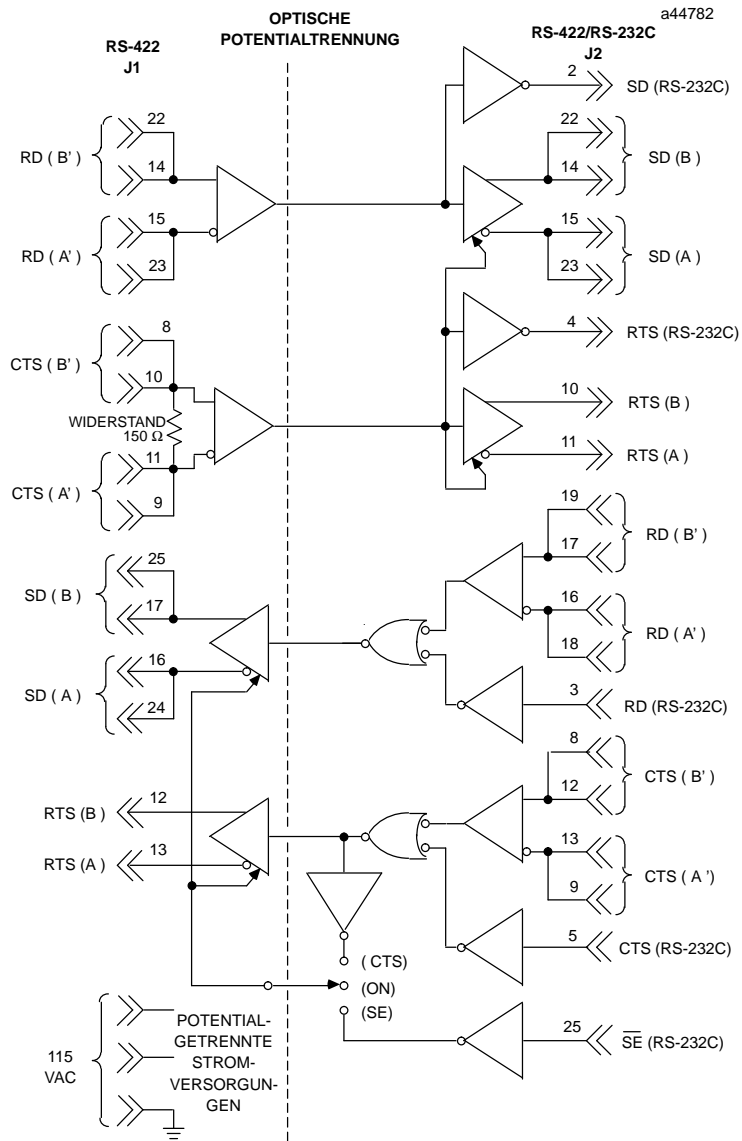 a44782
OPTISCHE
POTENTIALTRENNUNG
RS-422
J1
RS-422/RS-232C
J2
2
SD (RS-232C)
22
RD ( B' )
14
22
SD (B)
14
15
RD ( A' )
23
15
SD (A)
23
8
CTS ( B' )
10
4
RTS (RS-232C)
WIDERSTAND
150 Ω
10
RTS (B )
11
CTS ( A' )
9
11
RTS (A )
19
RD ( B' )
17
25
SD ( B )
17
16
RD ( A')
18
16
SD ( A )
24
3
RD (RS-232C)
8
CTS ( B')
12
12
RTS (B )
13
RTS (A )
13
CTS ( A ')
9
5
CTS (RS-232C)
( CTS)
(ON)
(SE)
25
SE (RS-232C)
115
VAC
POTENTIAL-
GETRENNTE
STROM-
VERSORGUN-
GEN